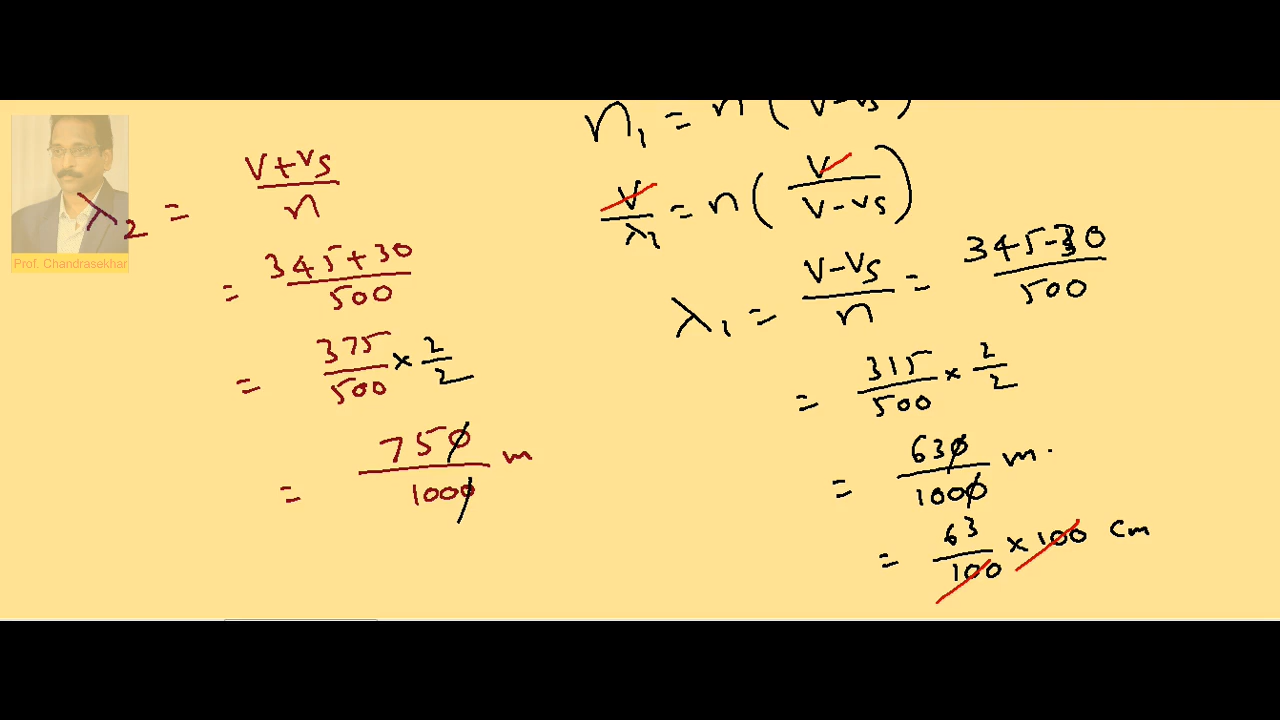 n₁ = n(
V-Vs)
V/λ₂ = n(V/V-Vs)
λ₁ = V-Vs/n = 345-30/500
= 315/500 × 2/2
= 630/1000 m.
= 63/100 × 100 cm
λ₂ = V+Vs/n
= 345+30/500
= 375/500 × 2/2
= 750/1000 m
Prof. Chandrasekhar